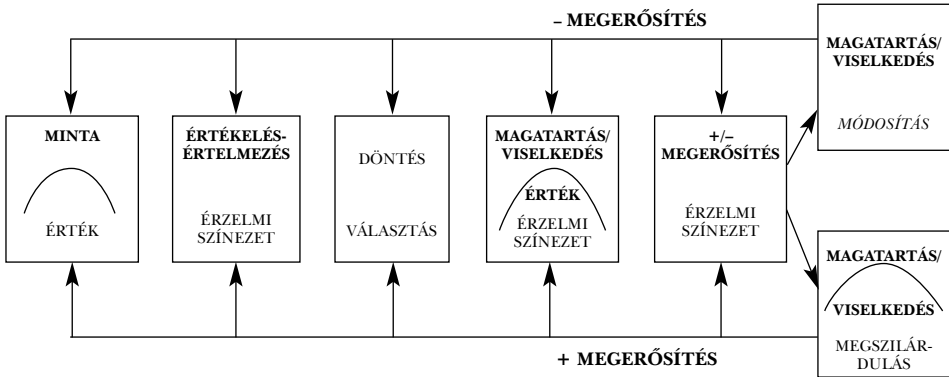 – MEGERŐSÍTÉS
MAGATARTÁS/
VISELKEDÉS
MÓDOSÍTÁS
MINTA
ÉRTÉK
ÉRTÉKELÉS-
ÉRTELMEZÉS
ÉRZELMI
SZÍNEZET
DÖNTÉS
VÁLASZTÁS
MAGATARTÁS/
VISELKEDÉS
ÉRTÉK
ÉRZELMI
SZÍNEZET
+/–
MEGERŐSÍTÉS
ÉRZELMI
SZÍNEZET
MAGATARTÁS/
VISELKEDÉS
MEGSZILÁR-
DULÁS
+ MEGERŐSÍTÉS